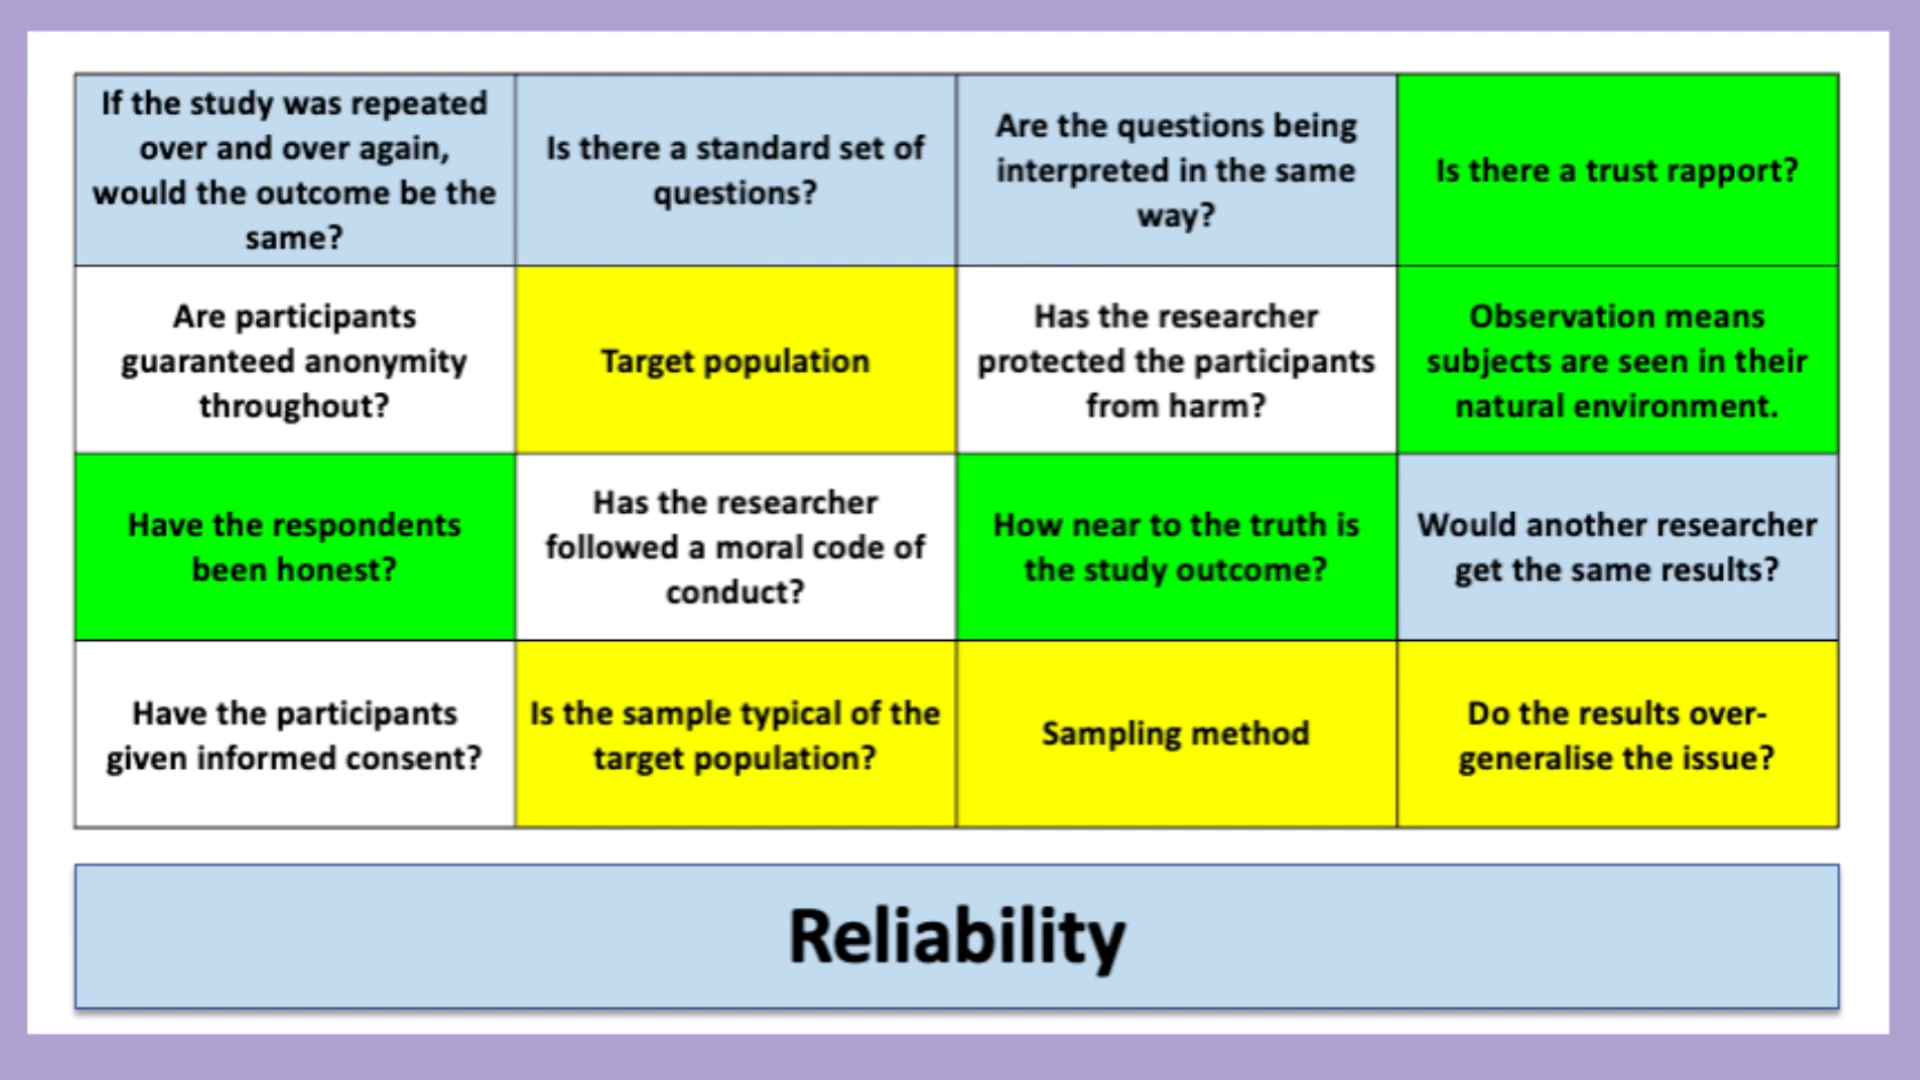 If the study was repeated
over and over again,
would the outcome be the
same?
Is there a standard set of
questions?
Are the questions being
interpreted in the same
way?
Is there a trust rapport?
Are participants
guaranteed anonymity
throughout?
Target population
Has the researcher
protected the participants
from harm?
Observation means
subjects are seen in their
natural environment.
Have the respondents
been honest?
Has the researcher
followed a moral code of
conduct?
How near to the truth is
the study outcome?
Would another researcher
get the same results?
Have the participants
given informed consent?
Is the sample typical of the
target population?
Sampling method
Do the results over-
generalise the issue?
Reliability